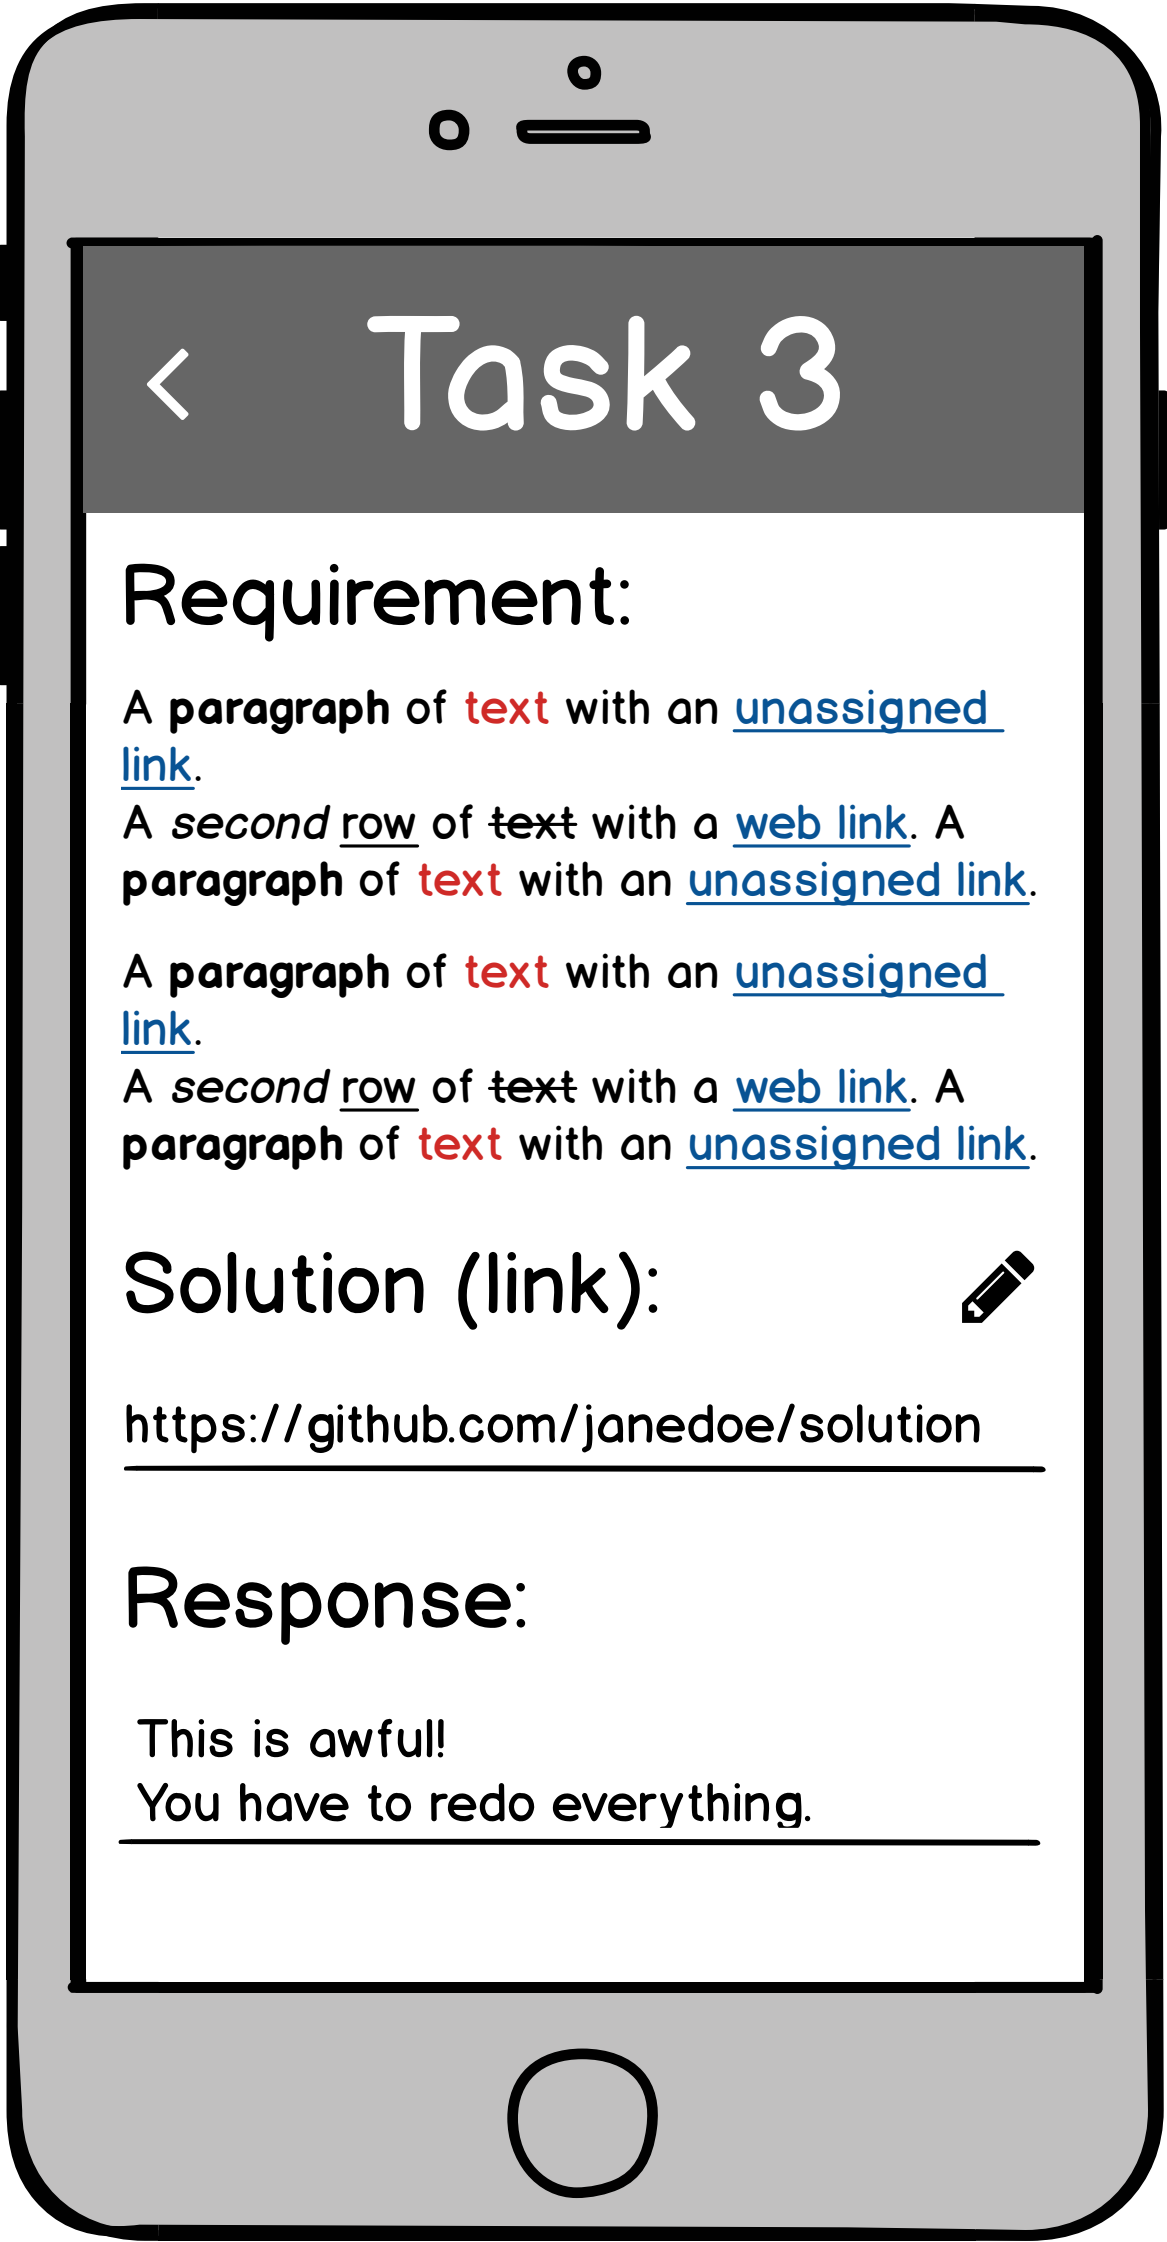 Task 3
Requirement:
A paragraph of text with an unassigned
link.
A second row of text with a web link. A
paragraph of text with an unassigned link.
A paragraph of text with an unassigned
link.
A second row of text with a web link. A
paragraph of text with an unassigned link.
Solution (link):
https://github.com/janedoe/solution
Response:
This is awful!
You have to redo everything.